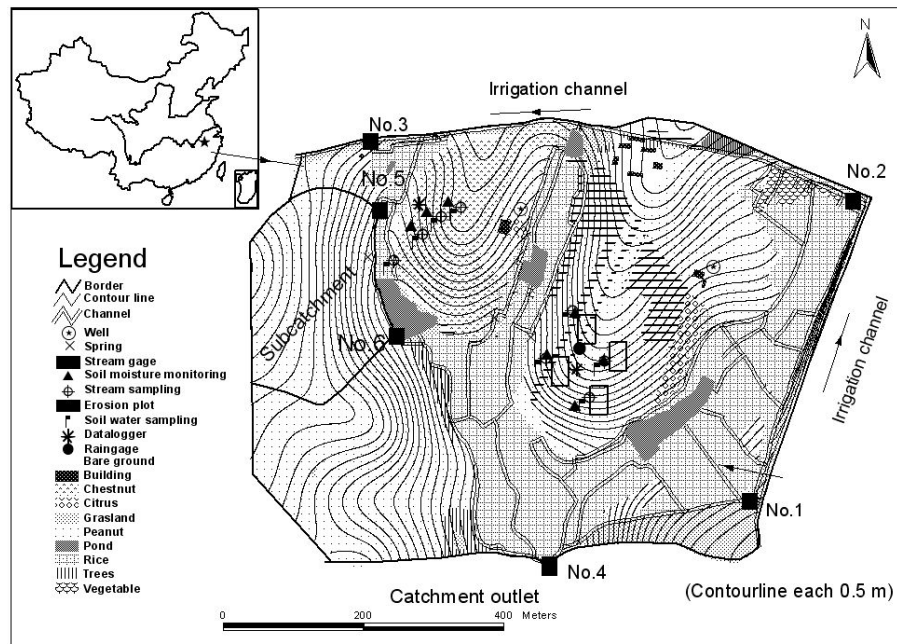 N
Irrigation channel
No.3
No.2
No.5
Legend
Border
Contour line
Channel
Well
Spring
Stream gage
Soil moisture monitoring
Stream sampling
Erosion plot
Soil water sampling
Datalogger
Raingage
Bare ground
Building
Chestnut
Citrus
Grasland
Peanut
Pond
Rice
Trees
Vegetable
Subcatchment
No.6
Irrigation channel
No.1
No.4
Catchment outlet
(Contourline each 0.5 m)
0 200 Meters 400